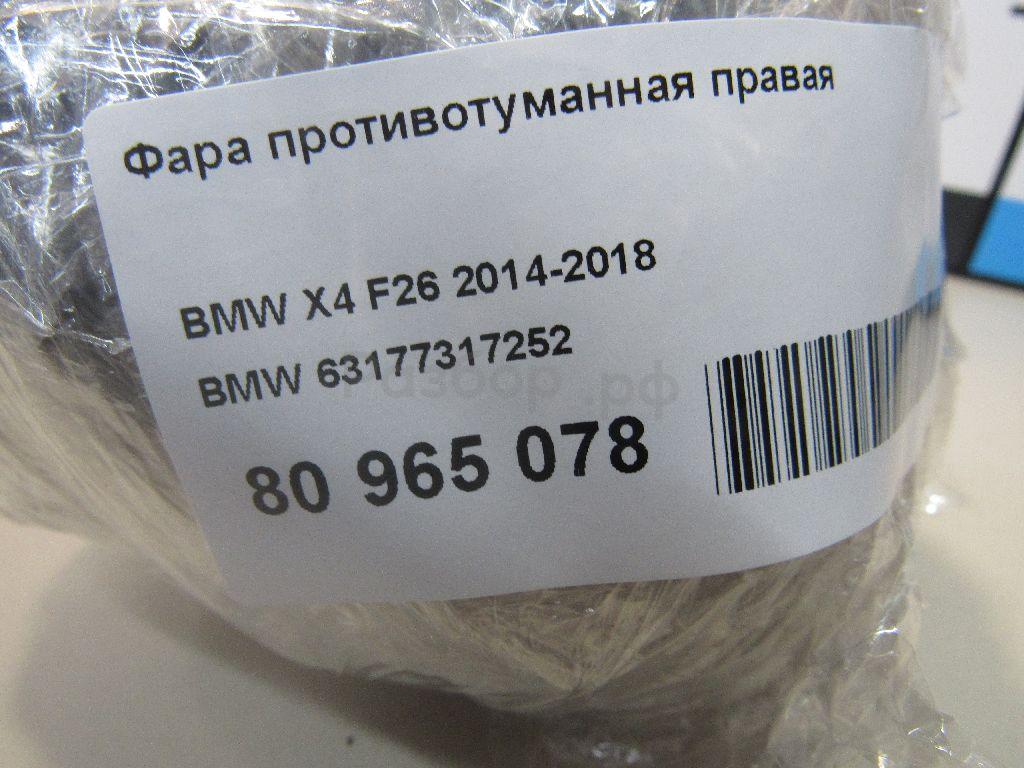 Фара противотуманная правая
BMW X4 F26 2014-2018
BMW 63177317252
80 965 078